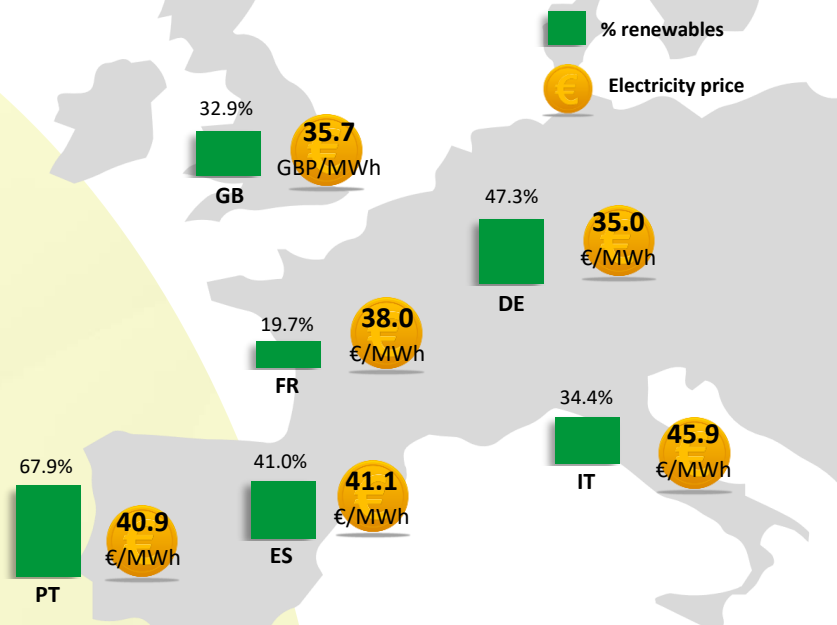 % renewables
€
Electricity price
32.9%
35.7
GBP/MWh
GB
47.3%
35.0
€/MWh
DE
19.7%
38.0
€/MWh
FR
34.4%
45.9
€/MWh
IT
67.9%
40.9
€/MWh
PT
41.0%
41.1
€/MWh
ES